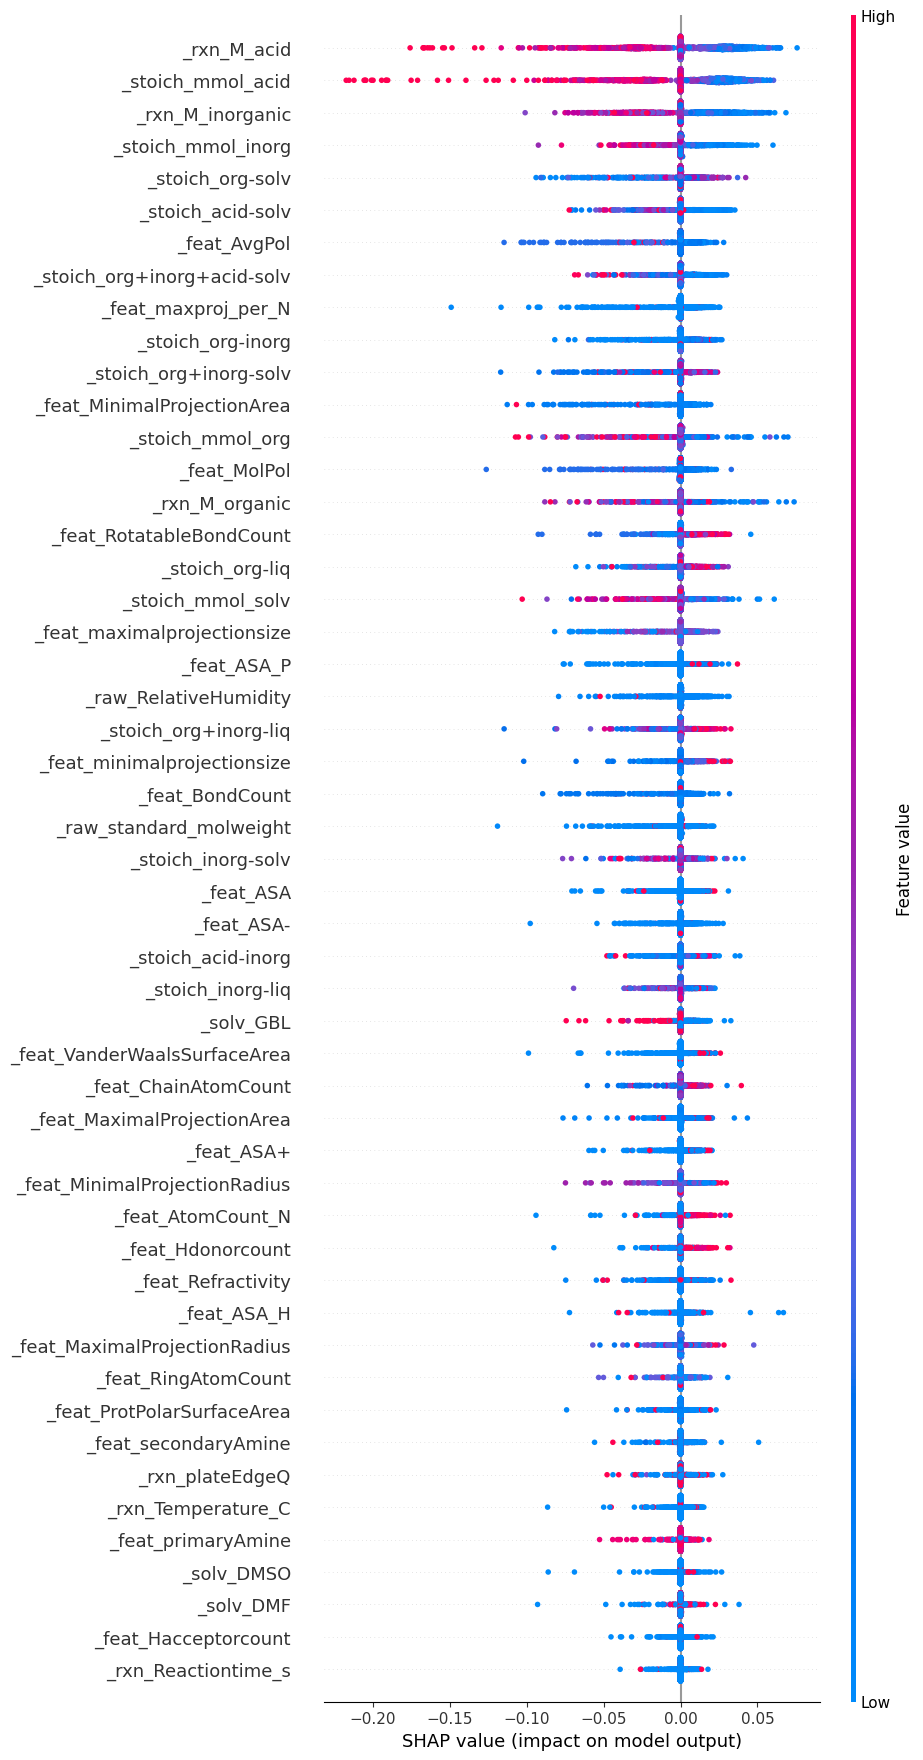 High
_rxn_M_acid
_stoich_mmol_acid
_rxn_M_inorganic
_stoich_mmol_inorg
_stoich_org-solv
_stoich_acid-solv
_feat_AvgPol
_stoich_org+inorg+acid-solv
_feat_maxproj_per_N
_stoich_org-inorg
_stoich_org+inorg-solv
_feat_MinimalProjectionArea
_stoich_mmol_org
_feat_MolPol
_rxn_M_organic
_feat_RotatableBondCount
_stoich_org-liq
_stoich_mmol_solv
_feat_maximalprojectionsize
_feat_ASA_P
_raw_RelativeHumidity
_stoich_org+inorg-liq
_feat_minimalprojectionsize
_feat_BondCount
_raw_standard_molweight
_stoich_inorg-solv
_feat_ASA
_feat_ASA-
_stoich_acid-inorg
_stoich_inorg-liq
_solv_GBL
_feat_VanderWaalsSurfaceArea
_feat_ChainAtomCount
_feat_MaximalProjectionArea
_feat_ASA+
_feat_MinimalProjectionRadius
_feat_AtomCount_N
_feat_Hdonorcount
_feat_Refractivity
_feat_ASA_H
_feat_MaximalProjectionRadius
_feat_RingAtomCount
_feat_ProtPolarSurfaceArea
_feat_secondaryAmine
_rxn_plateEdgeQ
_rxn_Temperature_C
_feat_primaryAmine
_solv_DMSO
_solv_DMF
_feat_Hacceptorcount
_rxn_Reactiontime_s
Feature value
Low
−0.20 −0.15 −0.10 −0.05 0.00 0.05
SHAP value (impact on model output)